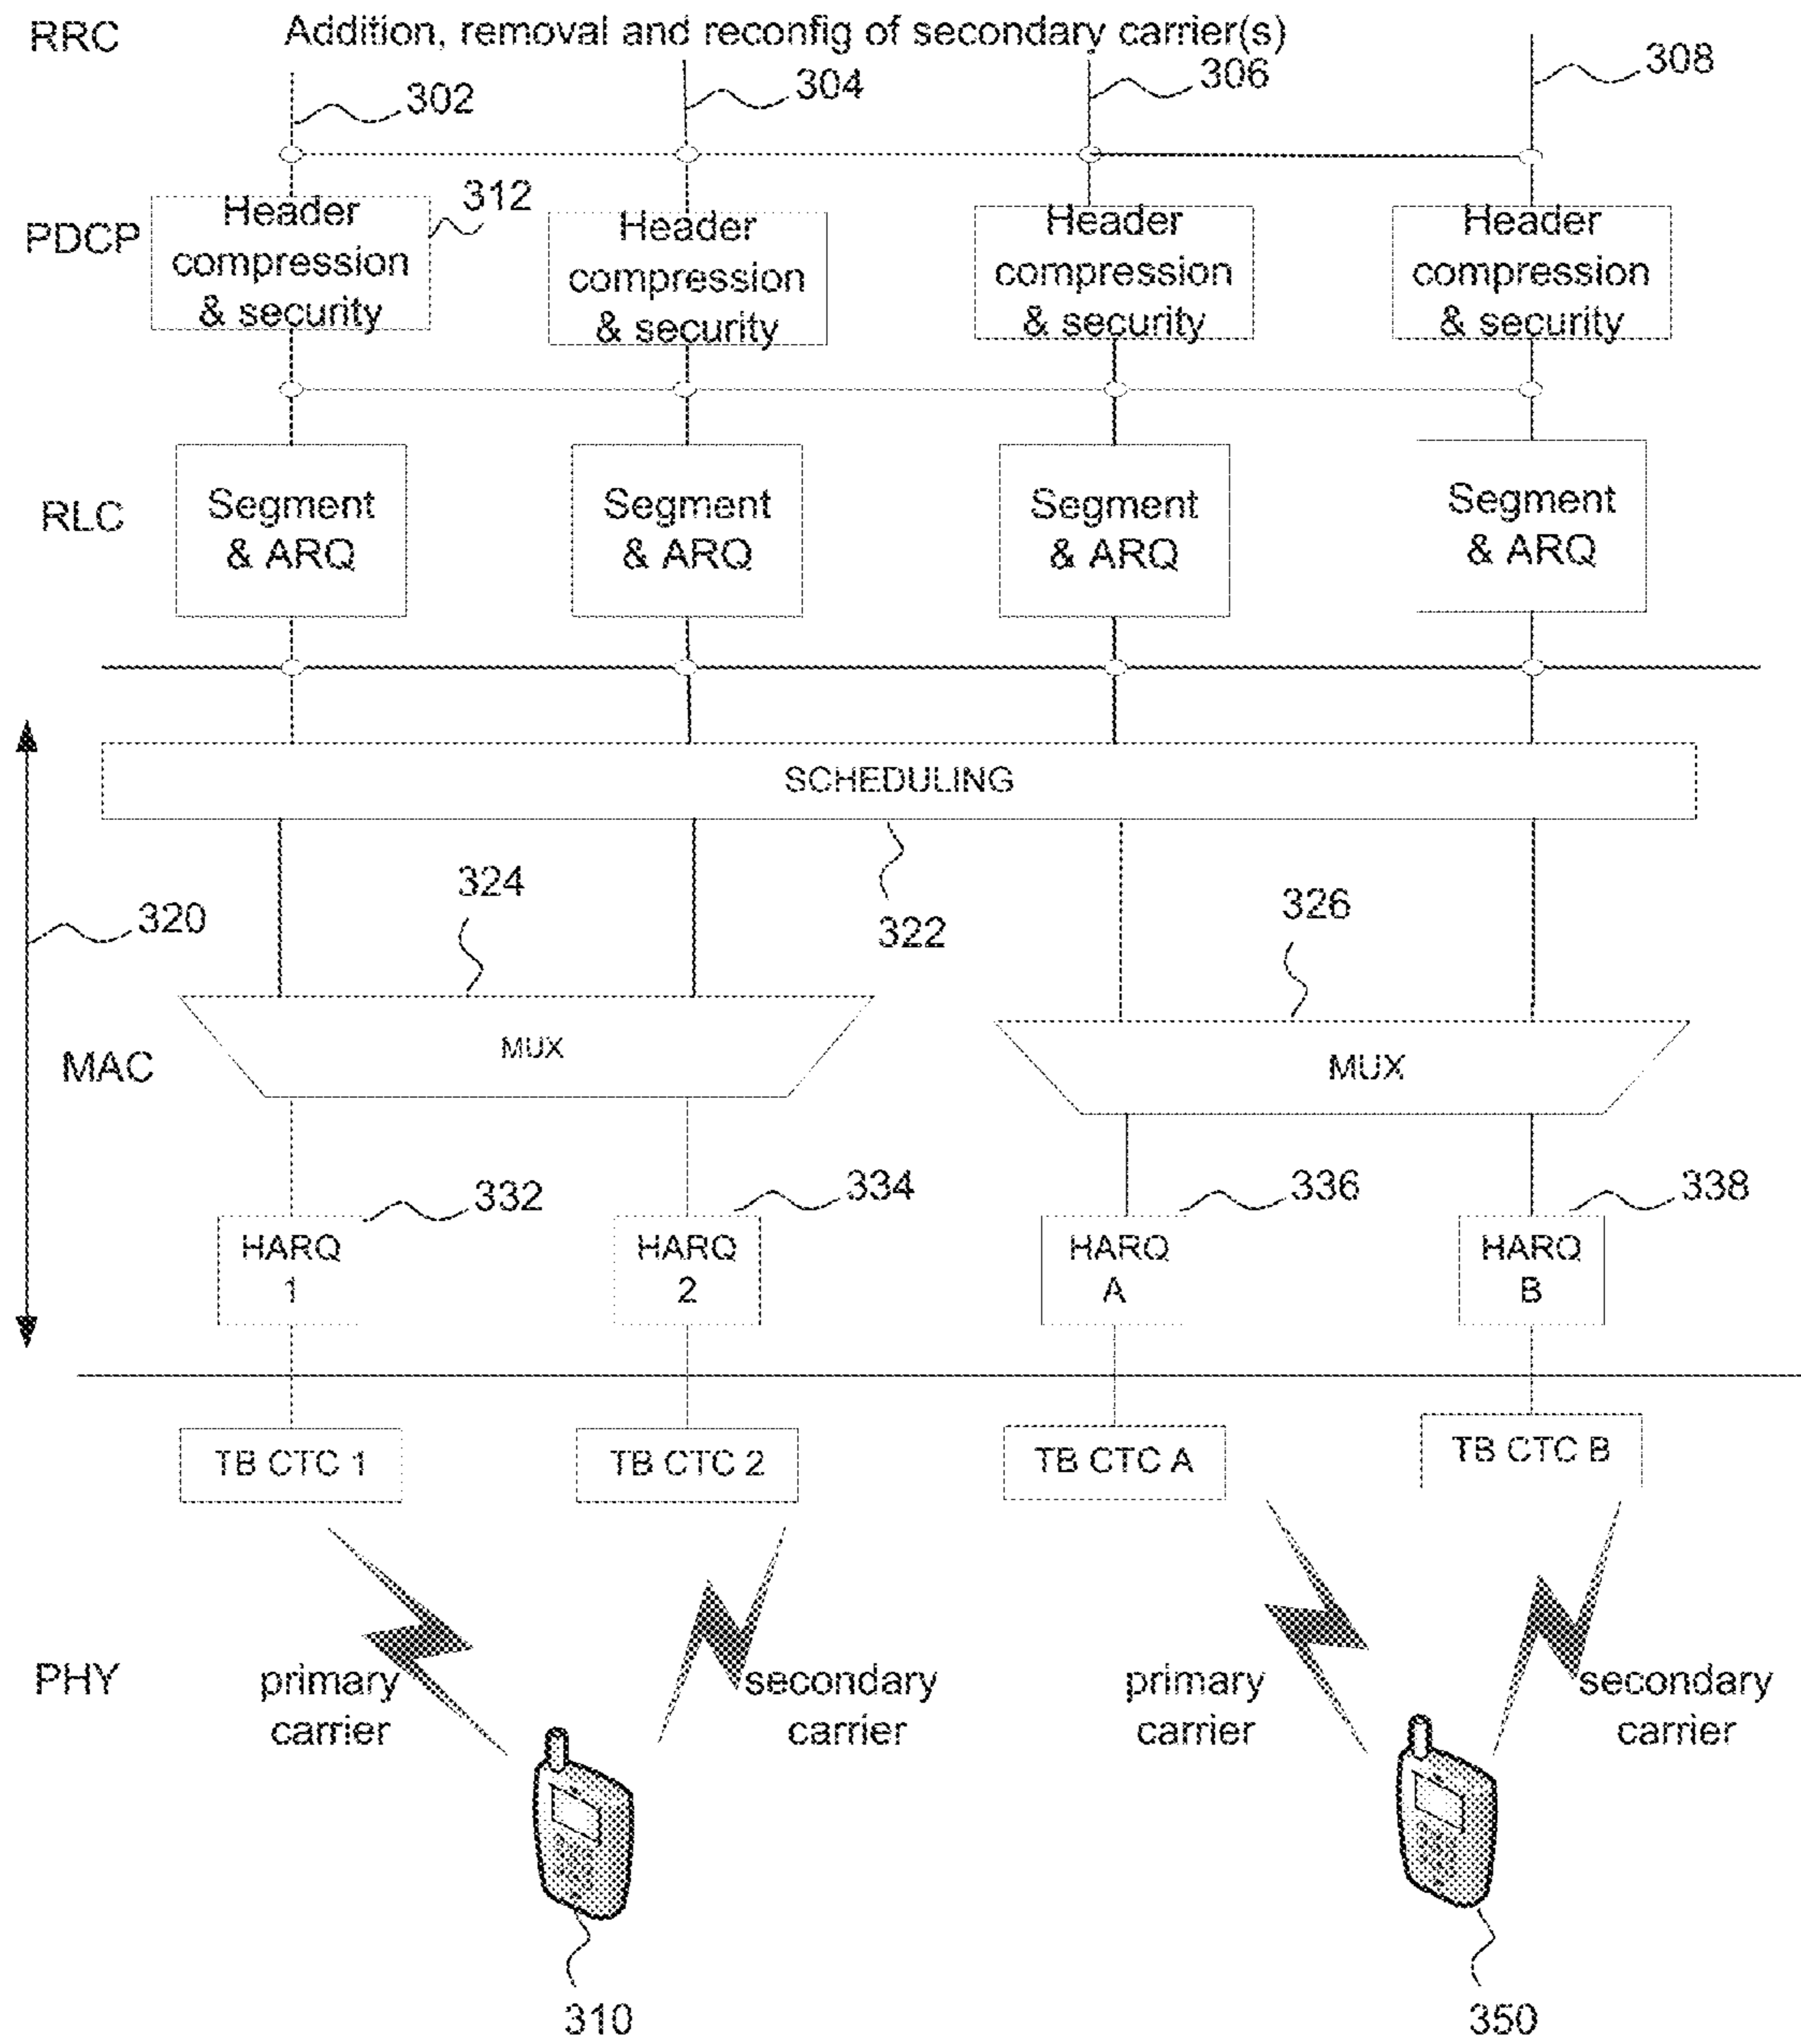 RRC
Addition, removal and reconfig of secondary carrier(s)
302
304
306
308
PDCP
Header
compression
& security
312
Header
compression
& security
Header
compression
& security
Header
compression
& security
RLC
Segment
& ARQ
Segment
& ARQ
Segment
& ARQ
Segment
& ARQ
SCHEDULING
320
324
322
326
MAC
MUX
MUX
332
334
336
338
HARQ
1
HARQ
2
HARQ
A
HARQ
B
TB CTC 1
TB CTC 2
TB CTC A
TB CTC B
PHY
primary
carrier
secondary
carrier
primary
carrier
secondary
carrier
310
350